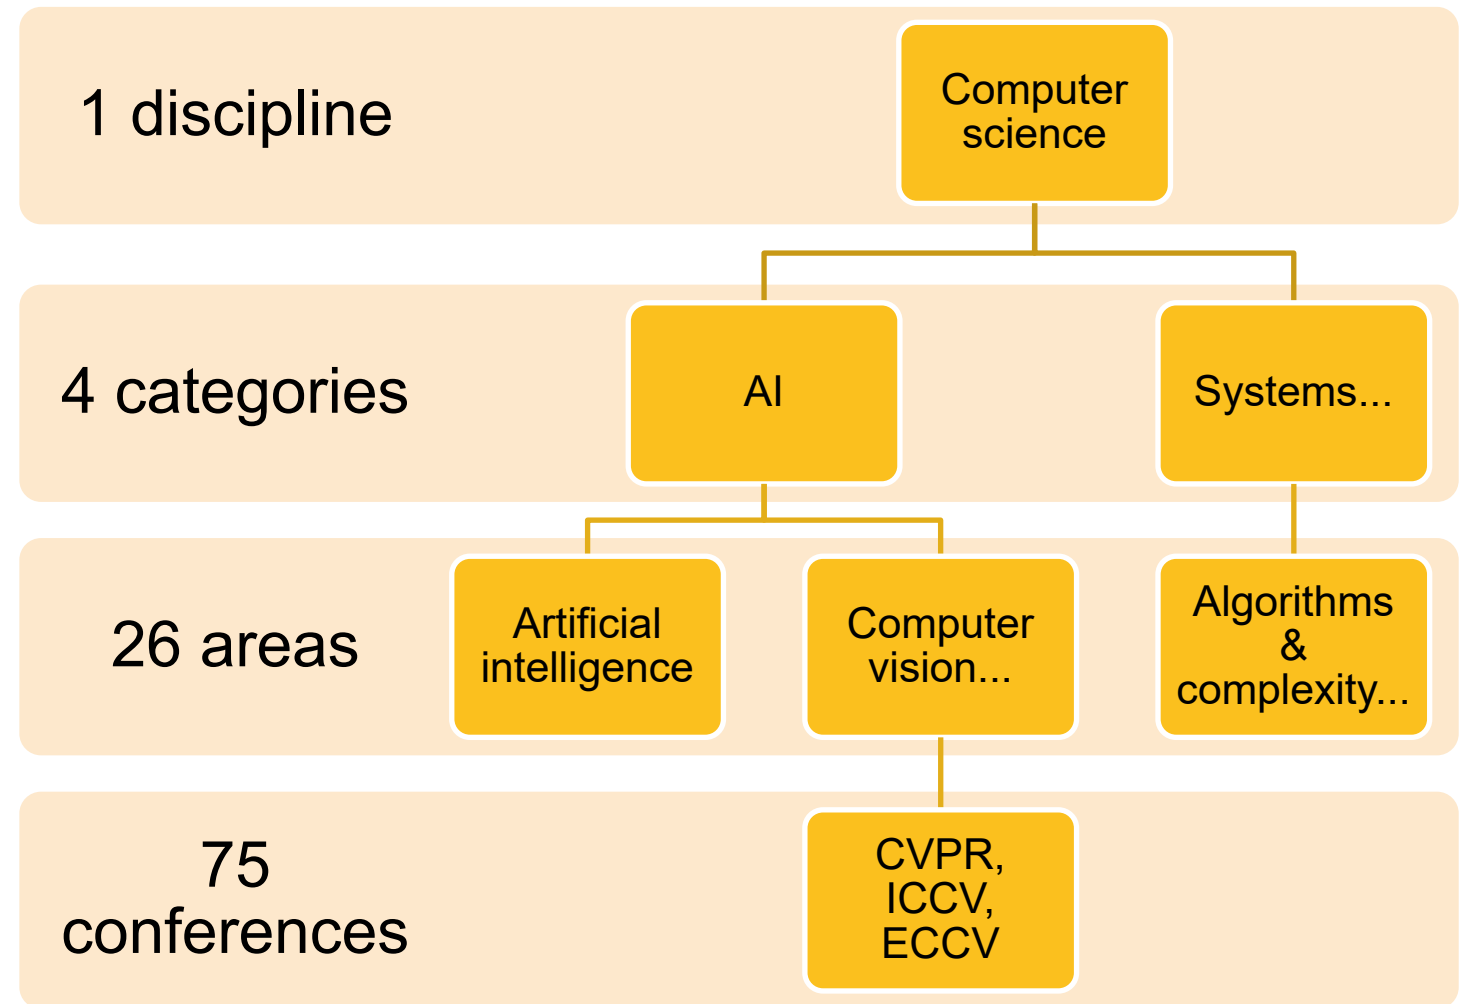 1 discipline
Computer
science
4 categories
AI
Systems...
26 areas
Artificial
intelligence
Computer
vision...
Algorithms
&
complexity...
75
conferences
CVPR,
ICCV,
ECCV